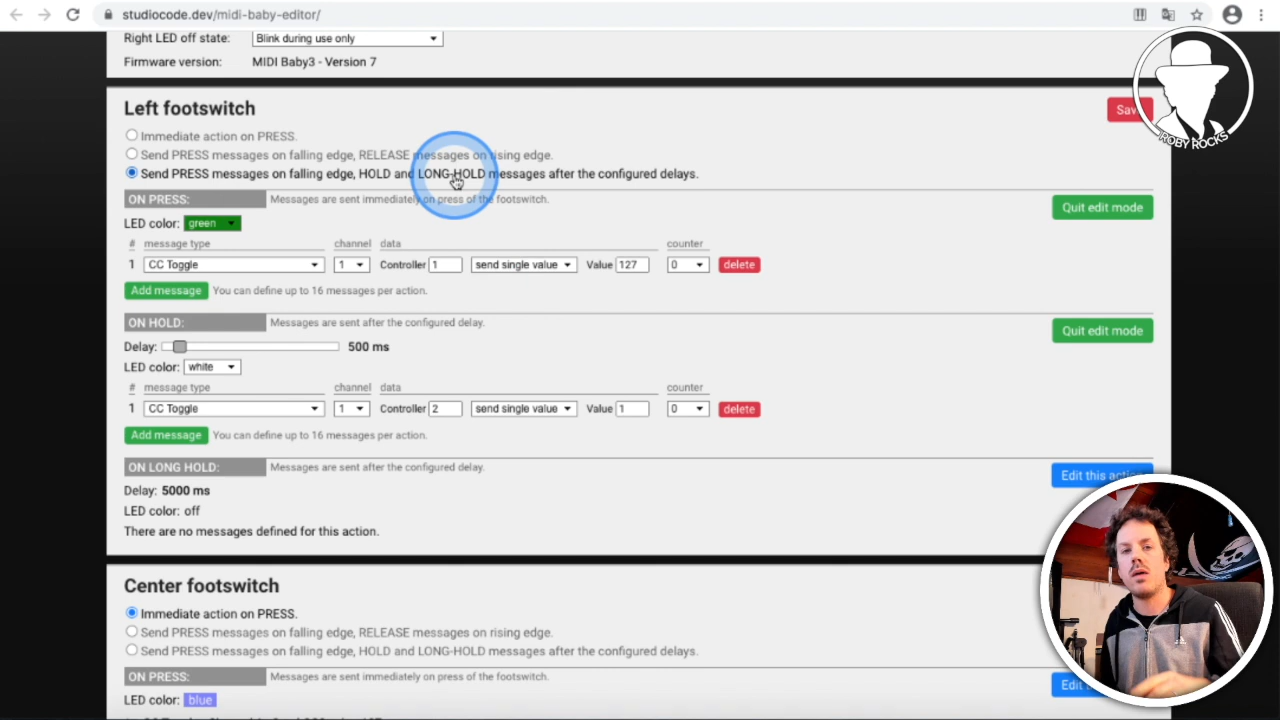 studiocode.dev/midi-baby-editor/
Right LED off state: Blink during use only
Firmware version: MIDI Baby3 - Version 7
Left footswitch
ROBY ROCKS
Immediate action on PRESS.
Send PRESS messages on falling edge, RELEASE messages on rising edge.
Send PRESS messages on falling edge, HOLD and LONG-HOLD messages after the configured delays.
ON PRESS: Messages are sent immediately on press of the footswitch.
Quit edit mode
LED color: green
# message type channel data counter
1 CC Toggle 1 Controller 1 send single value Value 127 0 delete
Add message You can define up to 16 messages per action.
ON HOLD: Messages are sent after the configured delay.
Quit edit mode
Delay: 500 ms
LED color: white
# message type channel data counter
1 CC Toggle 1 Controller 2 send single value Value 1 0 delete
Add message You can define up to 16 messages per action.
ON LONG HOLD: Messages are sent after the configured delay.
Edit this
Delay: 5000 ms
LED color: off
There are no messages defined for this action.
Center footswitch
Immediate action on PRESS.
Send PRESS messages on falling edge, RELEASE messages on rising edge.
Send PRESS messages on falling edge, HOLD and LONG-HOLD messages after the configured delays.
ON PRESS: Messages are sent immediately on press of the footswitch.
Edit
LED color: blue